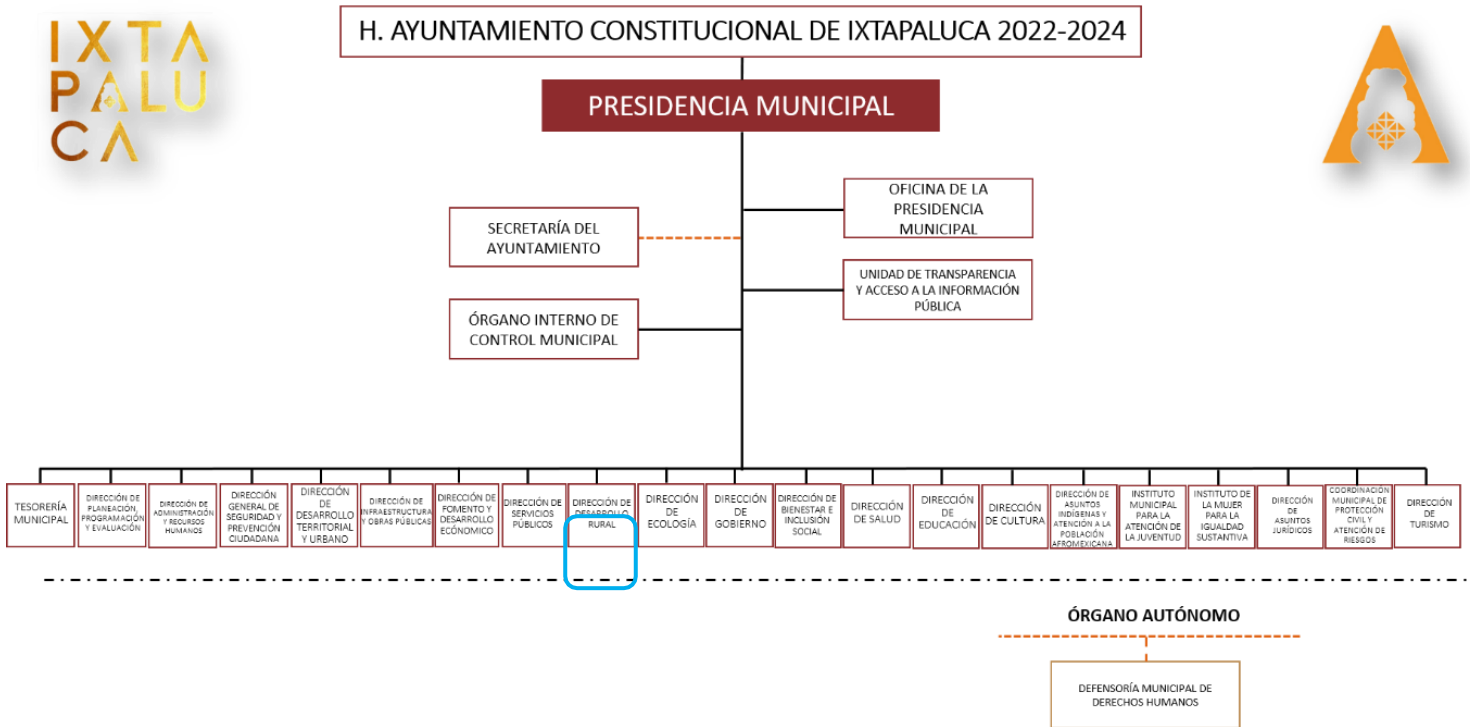 IXTA
PALU
CA
H. AYUNTAMIENTO CONSTITUCIONAL DE IXTAPALUCA 2022-2024
PRESIDENCIA MUNICIPAL
OFICINA DE LA
PRESIDENCIA
MUNICIPAL
SECRETARÍA DEL
AYUNTAMIENTO
UNIDAD DE TRANSPARENCIA
Y ACCESO A LA INFORMACIÓN
PÚBLICA
ÓRGANO INTERNO DE
CONTROL MUNICIPAL
TESORERÍA
MUNICIPAL
DIRECCIÓN DE
PLANEACIÓN,
PROGRAMACIÓN
Y EVALUACIÓN
DIRECCIÓN DE
ADMINISTRACIÓN
Y RECURSOS
HUMANOS
DIRECCIÓN
GENERAL DE
SEGURIDAD Y
PREVENCIÓN
CIUDADANA
DIRECCIÓN
DE
DESARROLLO
TERRITORIAL
Y URBANO
DIRECCIÓN DE
INFRAESTRUCTURA
Y OBRAS PÚBLICAS
DIRECCIÓN DE
FOMENTO Y
DESARROLLO
ECÓNOMICO
DIRECCIÓN DE
SERVICIOS
PÚBLICOS
DIRECCIÓN DE
DESARROLLO
RURAL
DIRECCIÓN
DE
ECOLOGÍA
DIRECCIÓN
DE
GOBIERNO
DIRECCIÓN DE
BIENESTAR E
INCLUSIÓN
SOCIAL
DIRECCIÓN
DE SALUD
DIRECCIÓN
DE
EDUCACIÓN
DIRECCIÓN
DE CULTURA
DIRECCIÓN DE
ASUNTOS
INDÍGENAS Y
ATENCIÓN A LA
POBLACIÓN
AFROMEXICANA
INSTITUTO
MUNICIPAL
PARA LA
ATENCIÓN DE
LA JUVENTUD
INSTITUTO DE
LA MUJER
PARA LA
IGUALDAD
SUSTANTIVA
DIRECCIÓN
DE
ASUNTOS
JURÍDICOS
COORDINACIÓN
MUNICIPAL DE
PROTECCIÓN
CIVIL Y
ATENCIÓN DE
RIESGOS
DIRECCIÓN
DE
TURISMO
ÓRGANO AUTÓNOMO
DEFENSORÍA MUNICIPAL DE
DERECHOS HUMANOS